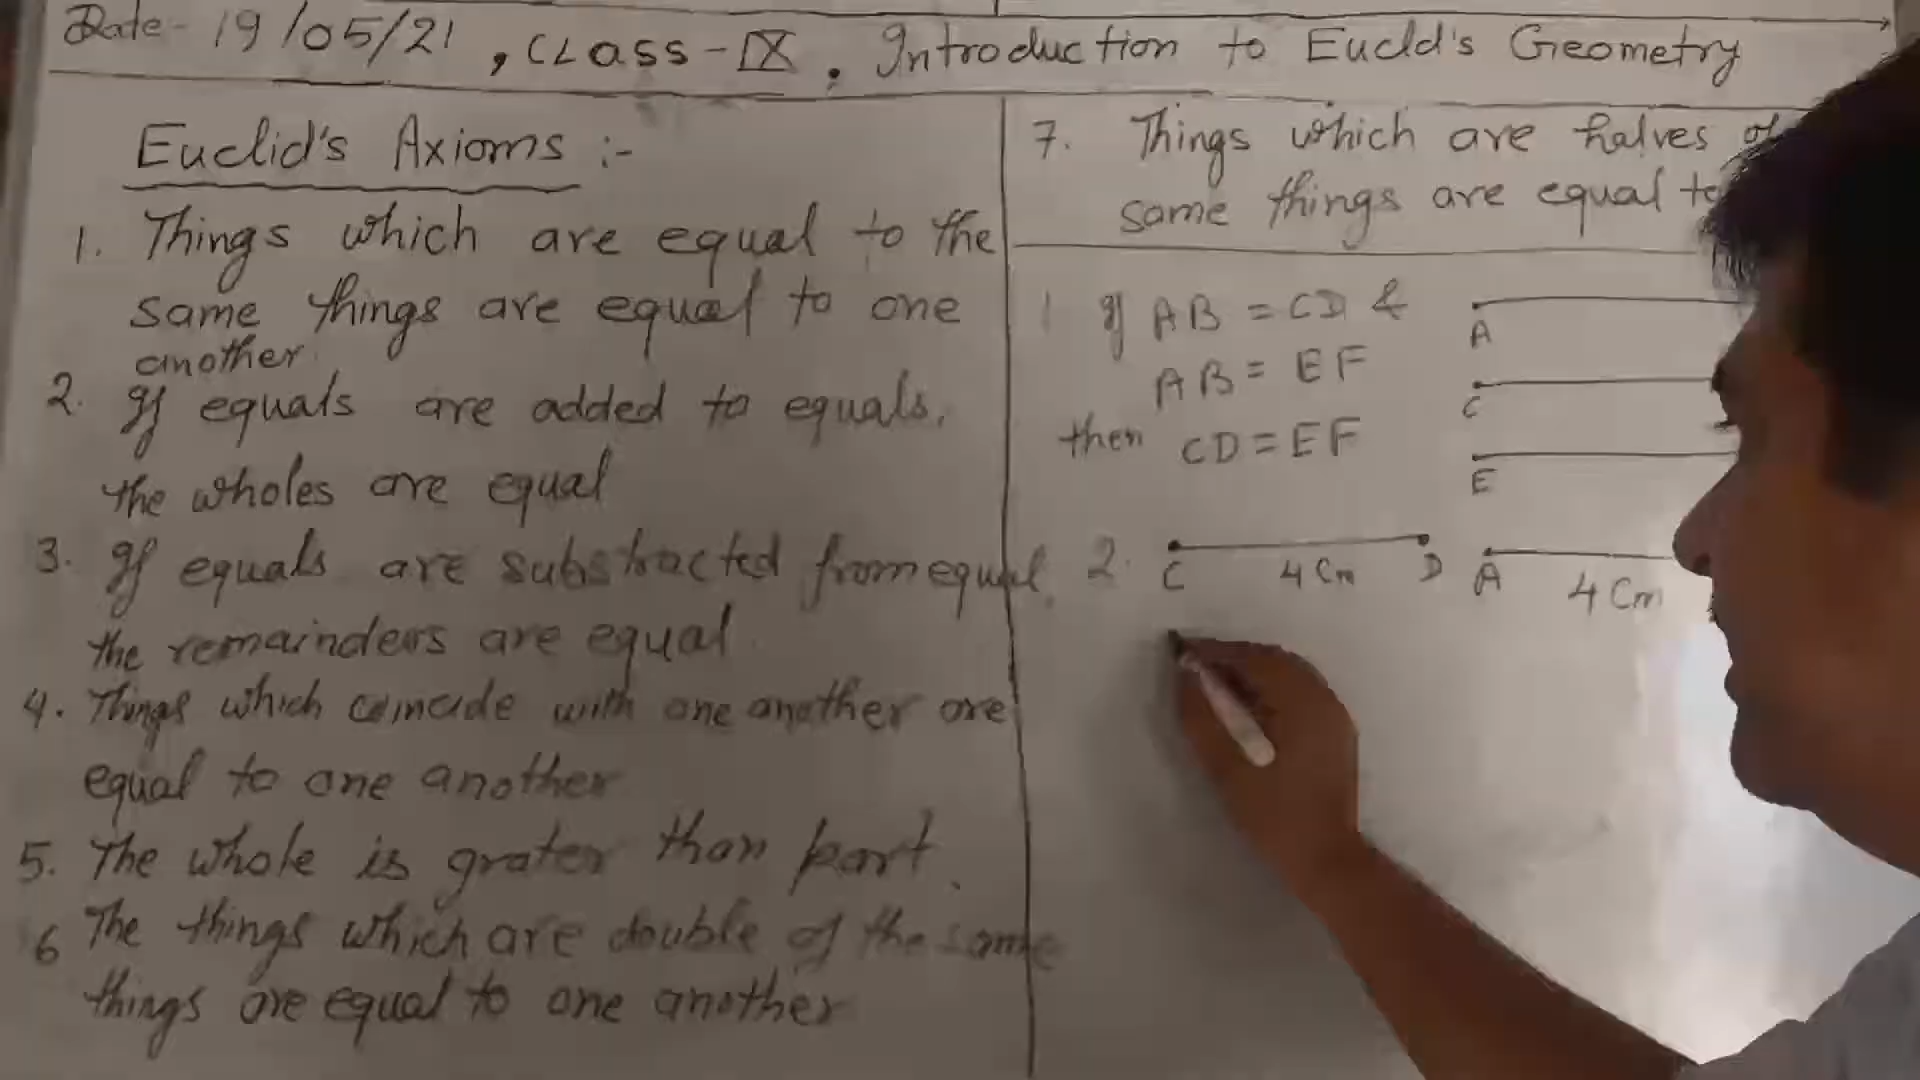 Date - 19/05/21, CLASS - IX. Introduction to Eucld's Geometry
Euclid's Axioms :-
1. Things which are equal to the
same things are equal to one
another
2. If equals are added to equals,
the wholes are equal
3. If equals are substracted from equal,
the remainders are equal
4. Things which coincide with one another are
equal to one another
5. The whole is grater than part.
6 The things which are double of the same
things are equal to one another
7. Things which are halves of
same things are equal to
1 If AB = CD &
AB = EF
then CD = EF
A
C
E
2. C 4 Cm D A 4 Cm